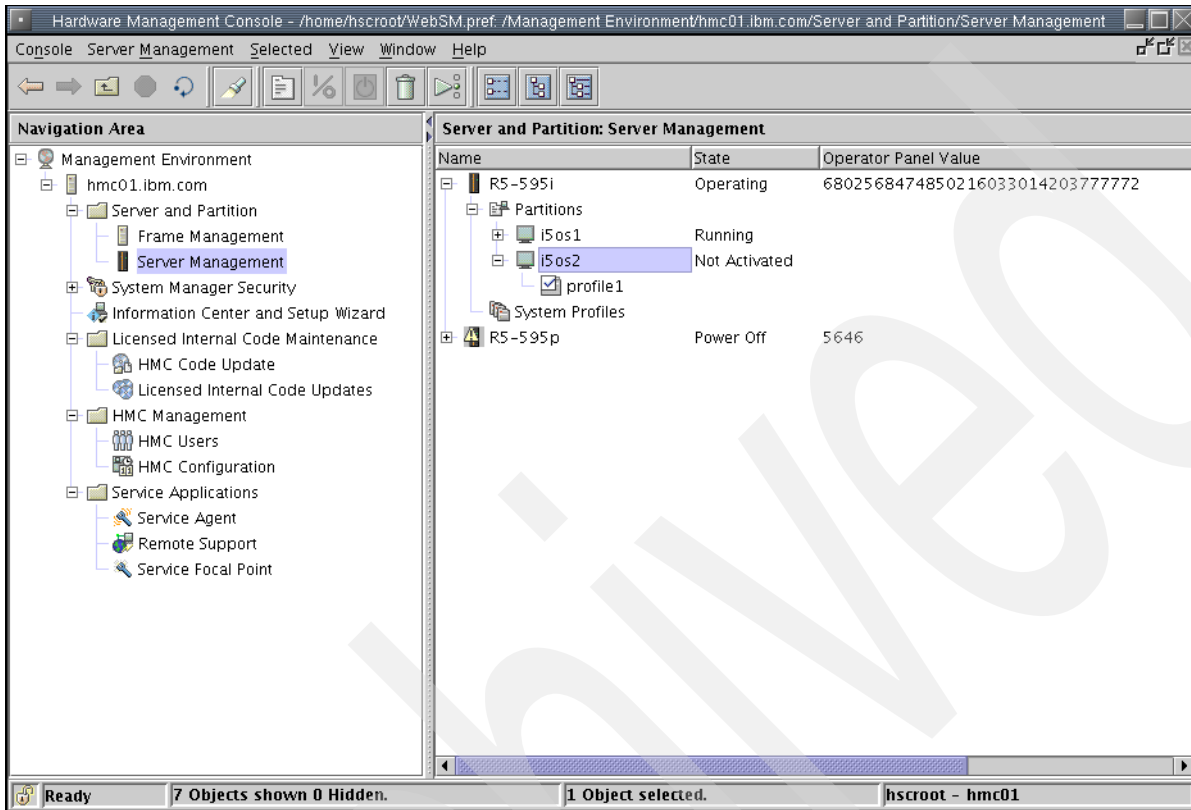 Hardware Management Console - /home/hscroot/WebSM.pref: /Management Environment/hmc01.ibm.com/Server and Partition/Server Management
Console Server Management Selected View Window Help
Navigation Area
Management Environment
hmc01.ibm.com
Server and Partition
Frame Management
Server Management
System Manager Security
Information Center and Setup Wizard
Licensed Internal Code Maintenance
HMC Code Update
Licensed Internal Code Updates
HMC Management
HMC Users
HMC Configuration
Service Applications
Service Agent
Remote Support
Service Focal Point
Server and Partition: Server Management
Name State Operator Panel Value
R5-595i Operating 6802568474850216033014203777772
Partitions
i5os1 Running
i5os2 Not Activated
profile1
System Profiles
R5-595p Power Off 5646
Ready 7 Objects shown 0 Hidden. 1 Object selected. hscroot - hmc01